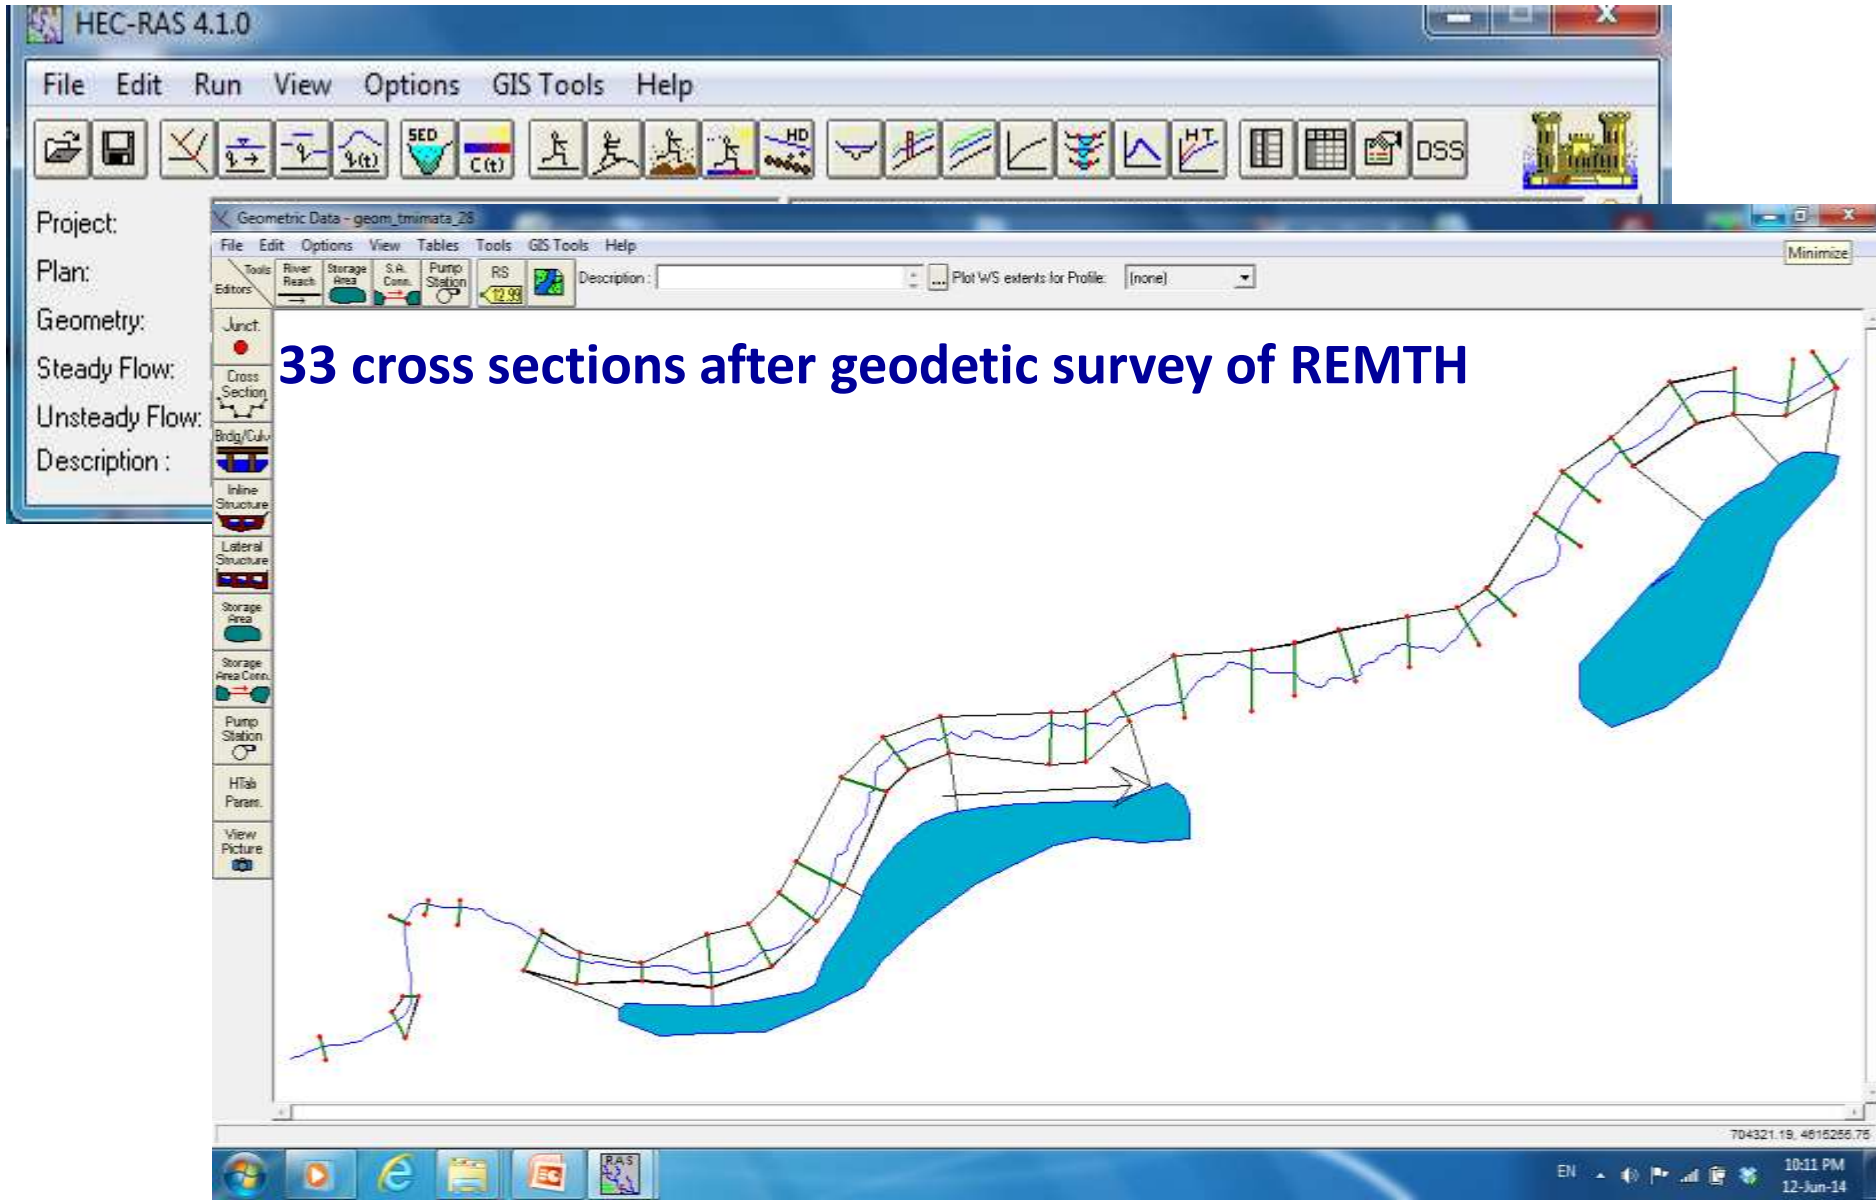 HEC-RAS 4.1.0
File Edit Run View Options GIS Tools Help
SED C(t) HD HT DSS
Project:
Plan:
Geometry:
Steady Flow:
Unsteady Flow:
Description :
Geometric Data - geom_tmimata_28
File Edit Options View Tables Tools GIS Tools Help
Minimize
Tools
Editors
River
Reach
Storage
Area
S.A.
Conn.
Pump
Station
RS
12.99
Description :
... Plot WS extents for Profile: (none)
33 cross sections after geodetic survey of REMTH
Junct.
Cross
Section
Brdg/Culv
Inline
Structure
Lateral
Structure
Storage
Area
Storage
Area Conn.
Pump
Station
HTab
Param.
View
Picture
704321.19, 4615256.75
RAS
EN
10:11 PM
12-Jun-14